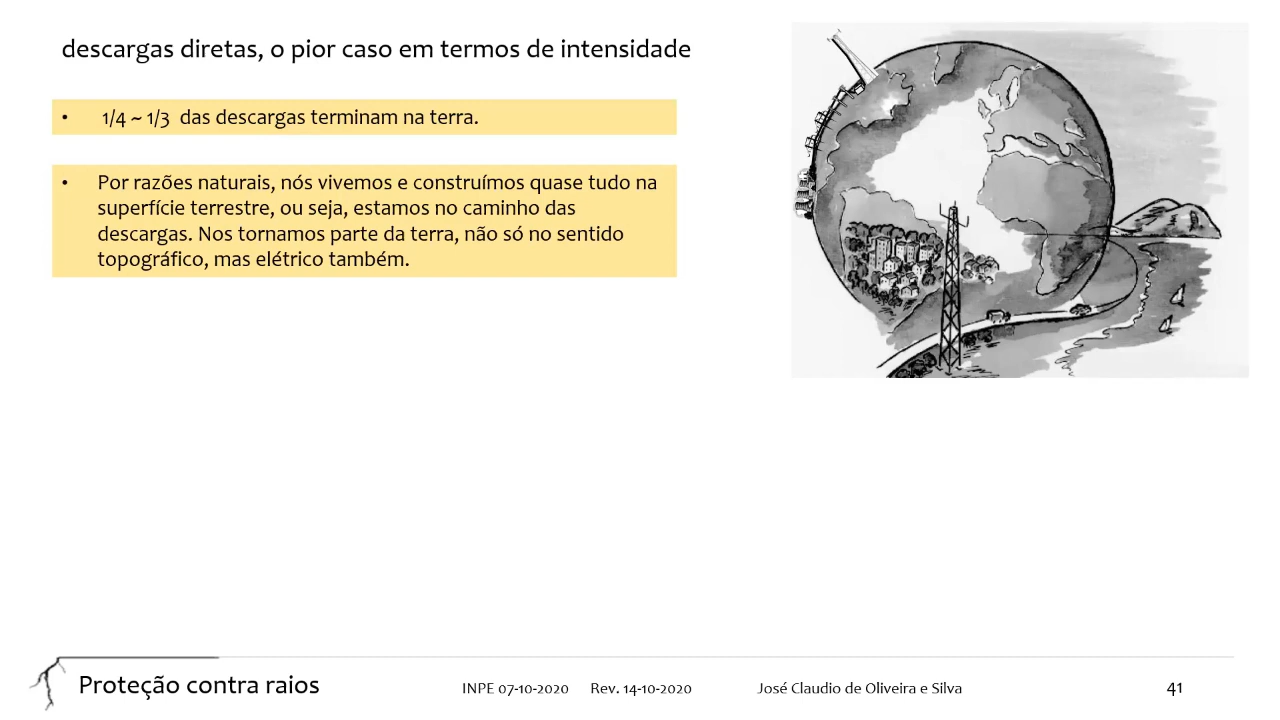 descargas diretas, o pior caso em termos de intensidade
• 1/4 ~ 1/3 das descargas terminam na terra.
• Por razões naturais, nós vivemos e construímos quase tudo na
superfície terrestre, ou seja, estamos no caminho das
descargas. Nos tornamos parte da terra, não só no sentido
topográfico, mas elétrico também.
Proteção contra raios
INPE 07-10-2020 Rev. 14-10-2020
José Claudio de Oliveira e Silva
41